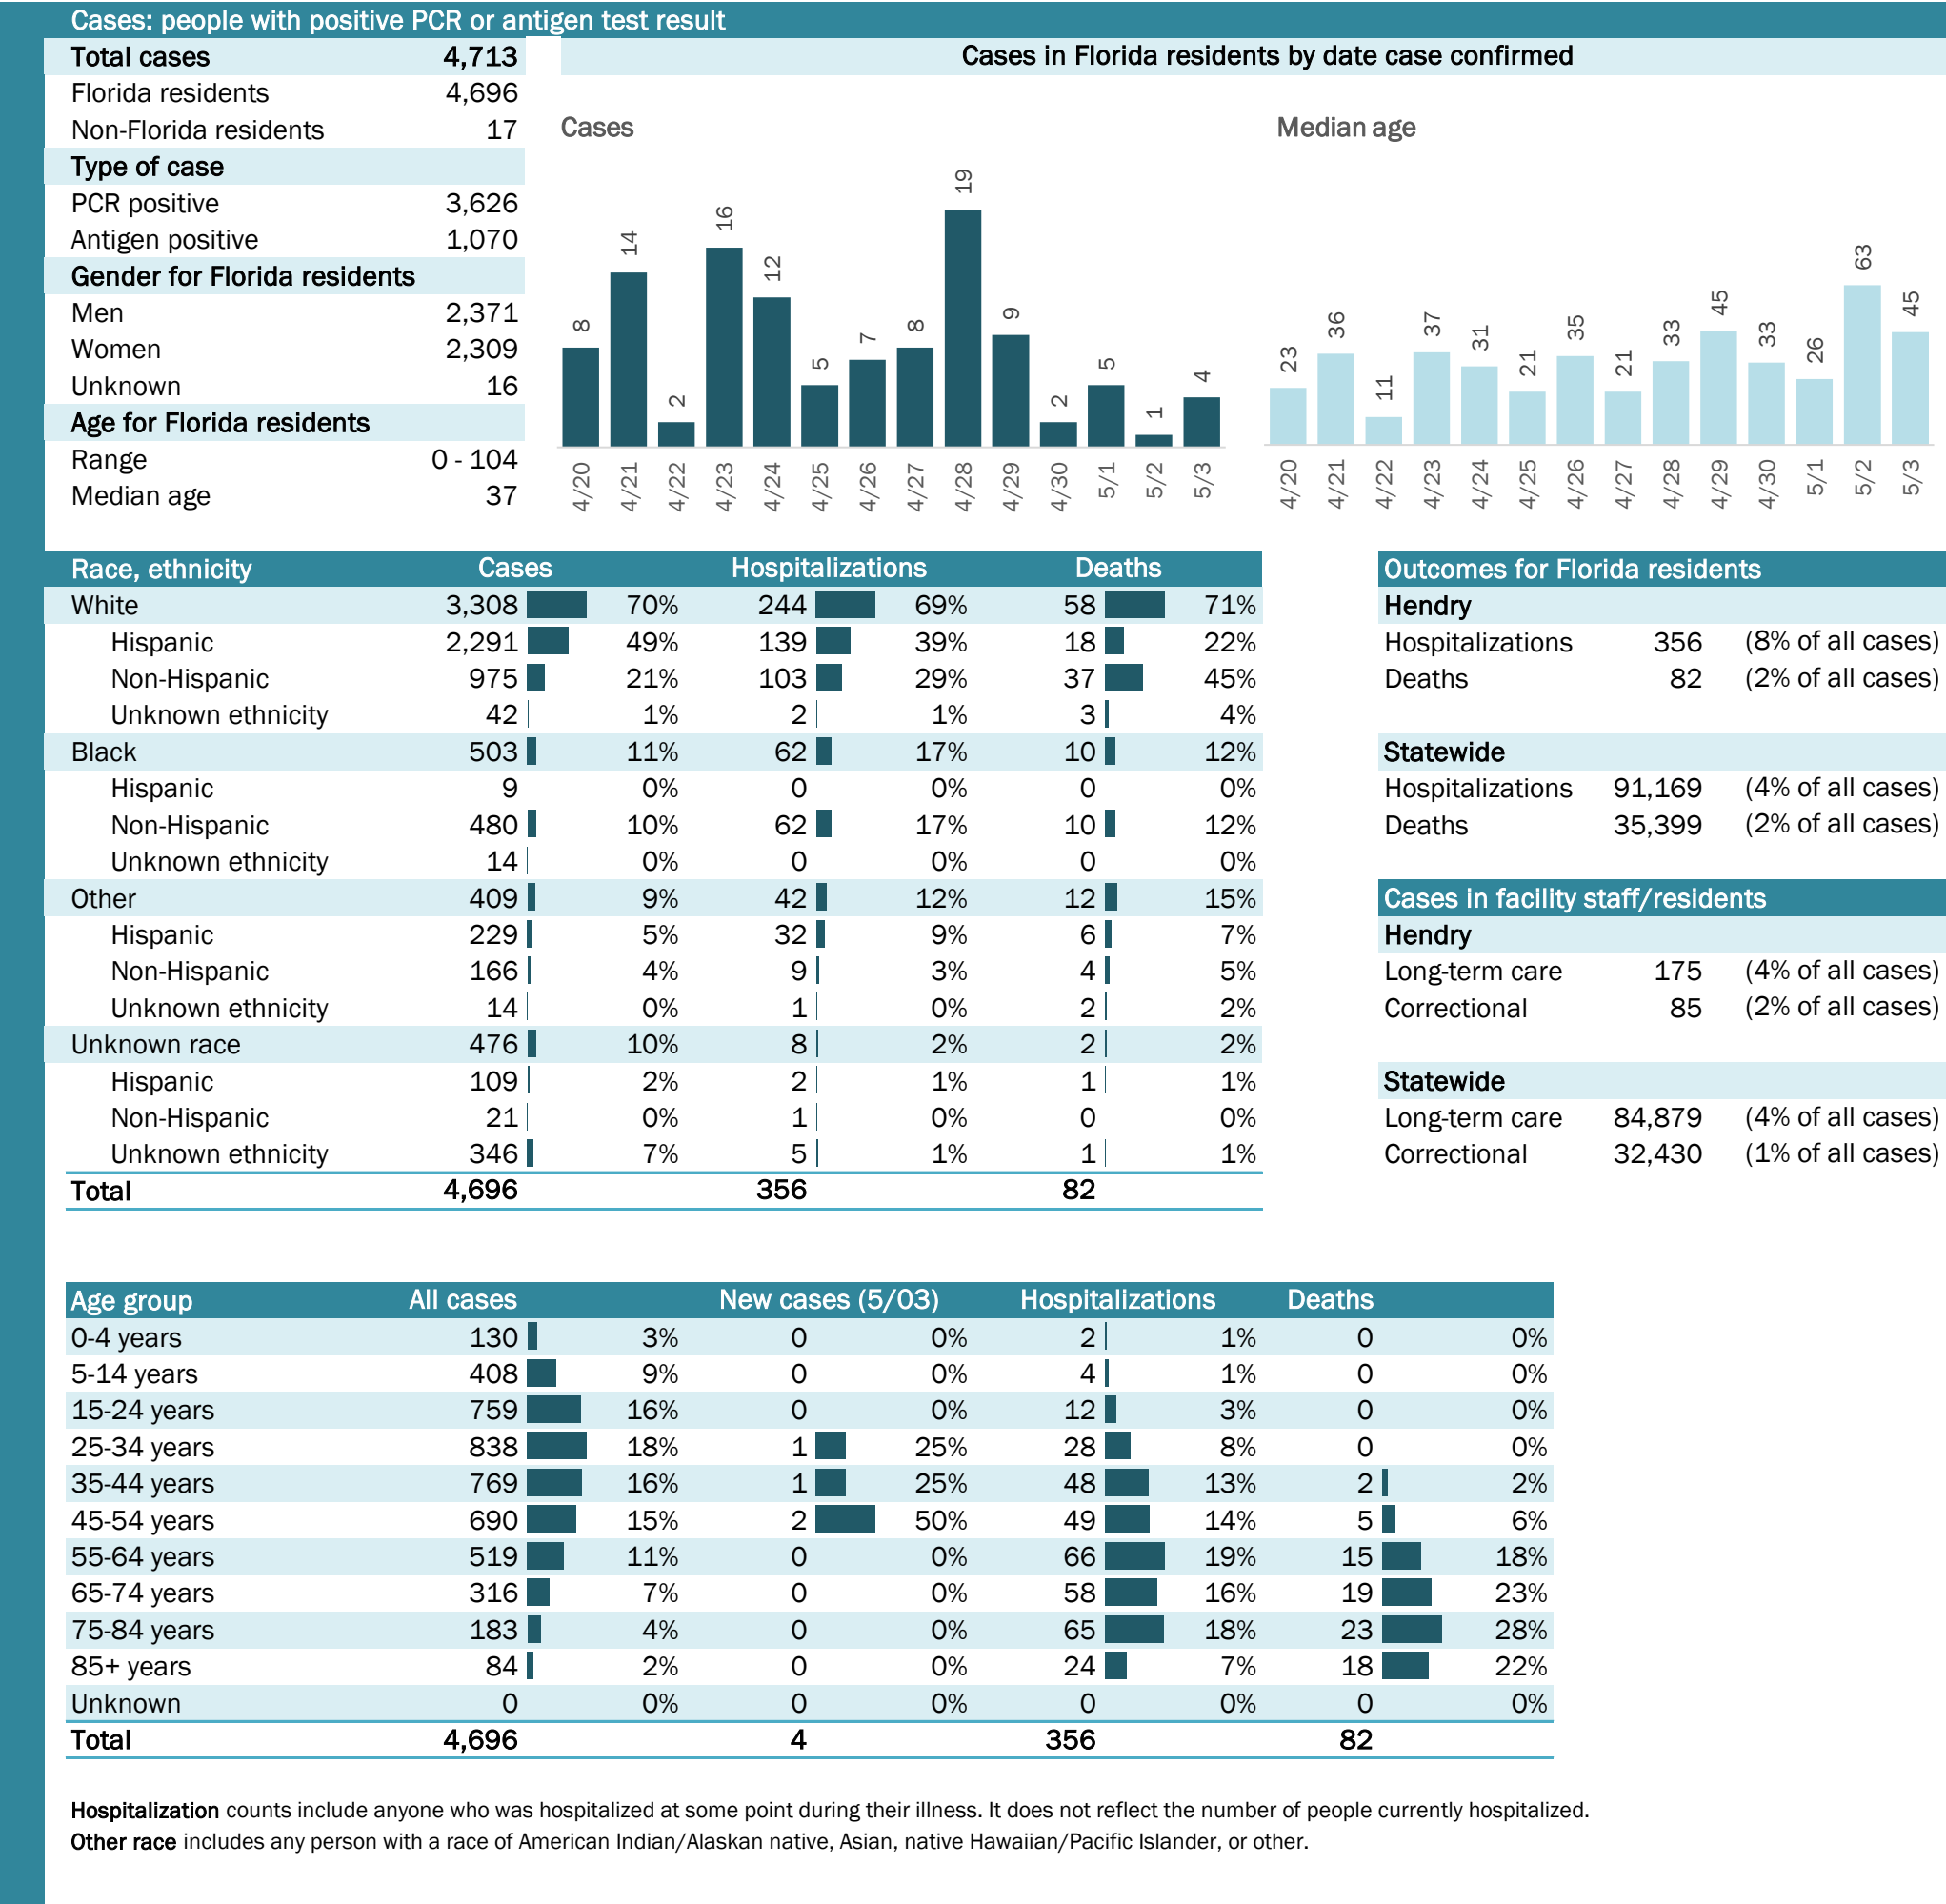 Cases: people with positive PCR or antigen test result
Total cases 4,713
Florida residents 4,696
Non-Florida residents 17
Type of case
PCR positive 3,626
Antigen positive 1,070
Gender for Florida residents
Men 2,371
Women 2,309
Unknown 16
Age for Florida residents
Range 0 - 104
Median age 37
Cases in Florida residents by date case confirmed
Cases
8 14 2 16 12 5 7 8 19 9 2 5 1 4
4/20 4/21 4/22 4/23 4/24 4/25 4/26 4/27 4/28 4/29 4/30 5/1 5/2 5/3
Median age
23 36 11 37 31 21 35 21 33 45 33 26 63 45
4/20 4/21 4/22 4/23 4/24 4/25 4/26 4/27 4/28 4/29 4/30 5/1 5/2 5/3
Race, ethnicity Cases Hospitalizations Deaths
White 3,308 70% 244 69% 58 71%
Hispanic 2,291 49% 139 39% 18 22%
Non-Hispanic 975 21% 103 29% 37 45%
Unknown ethnicity 42 1% 2 1% 3 4%
Black 503 11% 62 17% 10 12%
Hispanic 9 0% 0 0% 0 0%
Non-Hispanic 480 10% 62 17% 10 12%
Unknown ethnicity 14 0% 0 0% 0 0%
Other 409 9% 42 12% 12 15%
Hispanic 229 5% 32 9% 6 7%
Non-Hispanic 166 4% 9 3% 4 5%
Unknown ethnicity 14 0% 1 0% 2 2%
Unknown race 476 10% 8 2% 2 2%
Hispanic 109 2% 2 1% 1 1%
Non-Hispanic 21 0% 1 0% 0 0%
Unknown ethnicity 346 7% 5 1% 1 1%
Total 4,696 356 82
Outcomes for Florida residents
Hendry
Hospitalizations 356 (8% of all cases)
Deaths 82 (2% of all cases)
Statewide
Hospitalizations 91,169 (4% of all cases)
Deaths 35,399 (2% of all cases)
Cases in facility staff/residents
Hendry
Long-term care 175 (4% of all cases)
Correctional 85 (2% of all cases)
Statewide
Long-term care 84,879 (4% of all cases)
Correctional 32,430 (1% of all cases)
Age group All cases New cases (5/03) Hospitalizations Deaths
0-4 years 130 3% 0 0% 2 1% 0 0%
5-14 years 408 9% 0 0% 4 1% 0 0%
15-24 years 759 16% 0 0% 12 3% 0 0%
25-34 years 838 18% 1 25% 28 8% 0 0%
35-44 years 769 16% 1 25% 48 13% 2 2%
45-54 years 690 15% 2 50% 49 14% 5 6%
55-64 years 519 11% 0 0% 66 19% 15 18%
65-74 years 316 7% 0 0% 58 16% 19 23%
75-84 years 183 4% 0 0% 65 18% 23 28%
85+ years 84 2% 0 0% 24 7% 18 22%
Unknown 0 0% 0 0% 0 0% 0 0%
Total 4,696 4 356 82
Hospitalization counts include anyone who was hospitalized at some point during their illness. It does not reflect the number of people currently hospitalized.
Other race includes any person with a race of American Indian/Alaskan native, Asian, native Hawaiian/Pacific Islander, or other.